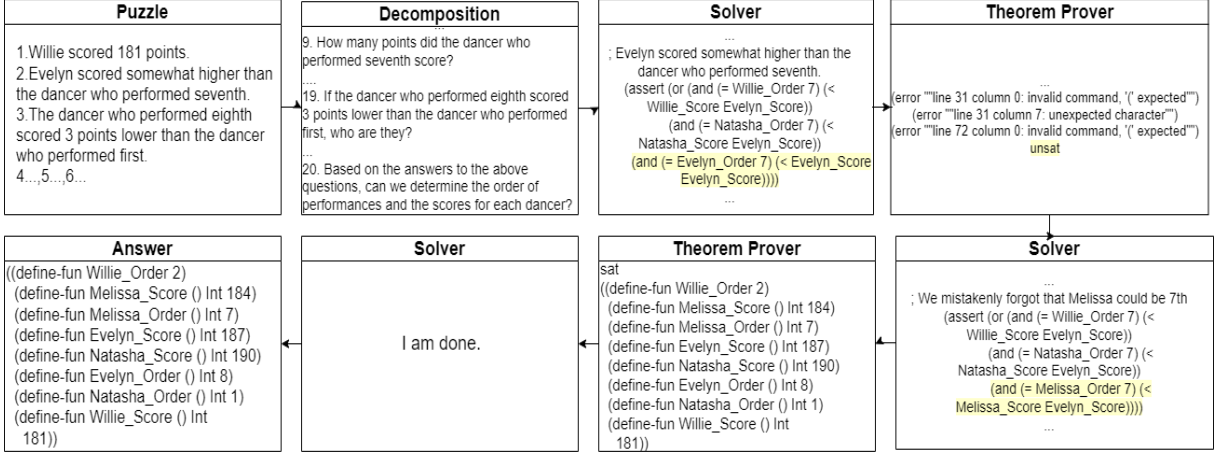 Puzzle
1.Willie scored 181 points.
2.Evelyn scored somewhat higher than
the dancer who performed seventh.
3.The dancer who performed eighth
scored 3 points lower than the dancer
who performed first.
4...,5...,6...
Decomposition
...
9. How many points did the dancer who
performed seventh score?
....
19. If the dancer who performed eighth scored
3 points lower than the dancer who performed
first, who are they?
...
20. Based on the answers to the above
questions, can we determine the order of
performances and the scores for each dancer?
Solver
...
; Evelyn scored somewhat higher than the
dancer who performed seventh.
(assert (or (and (= Willie_Order 7) (<
Willie_Score Evelyn_Score))
(and (= Natasha_Order 7) (<
Natasha_Score Evelyn_Score))
(and (= Evelyn_Order 7) (< Evelyn_Score
Evelyn_Score))))
...
Theorem Prover
...
(error ""line 31 column 0: invalid command, '(' expected"")
(error ""line 31 column 7: unexpected character"")
(error ""line 72 column 0: invalid command, '(' expected"")
unsat
Solver
...
; We mistakenly forgot that Melissa could be 7th
(assert (or (and (= Willie_Order 7) (<
Willie_Score Evelyn_Score))
(and (= Natasha_Order 7) (<
Natasha_Score Evelyn_Score))
(and (= Melissa_Order 7) (<
Melissa_Score Evelyn_Score))))
...
Theorem Prover
sat
((define-fun Willie_Order 2)
(define-fun Melissa_Score () Int 184)
(define-fun Melissa_Order () Int 7)
(define-fun Evelyn_Score () Int 187)
(define-fun Natasha_Score () Int 190)
(define-fun Evelyn_Order () Int 8)
(define-fun Natasha_Order () Int 1)
(define-fun Willie_Score () Int
181))
Solver
I am done.
Answer
((define-fun Willie_Order 2)
(define-fun Melissa_Score () Int 184)
(define-fun Melissa_Order () Int 7)
(define-fun Evelyn_Score () Int 187)
(define-fun Natasha_Score () Int 190)
(define-fun Evelyn_Order () Int 8)
(define-fun Natasha_Order () Int 1)
(define-fun Willie_Score () Int
181))